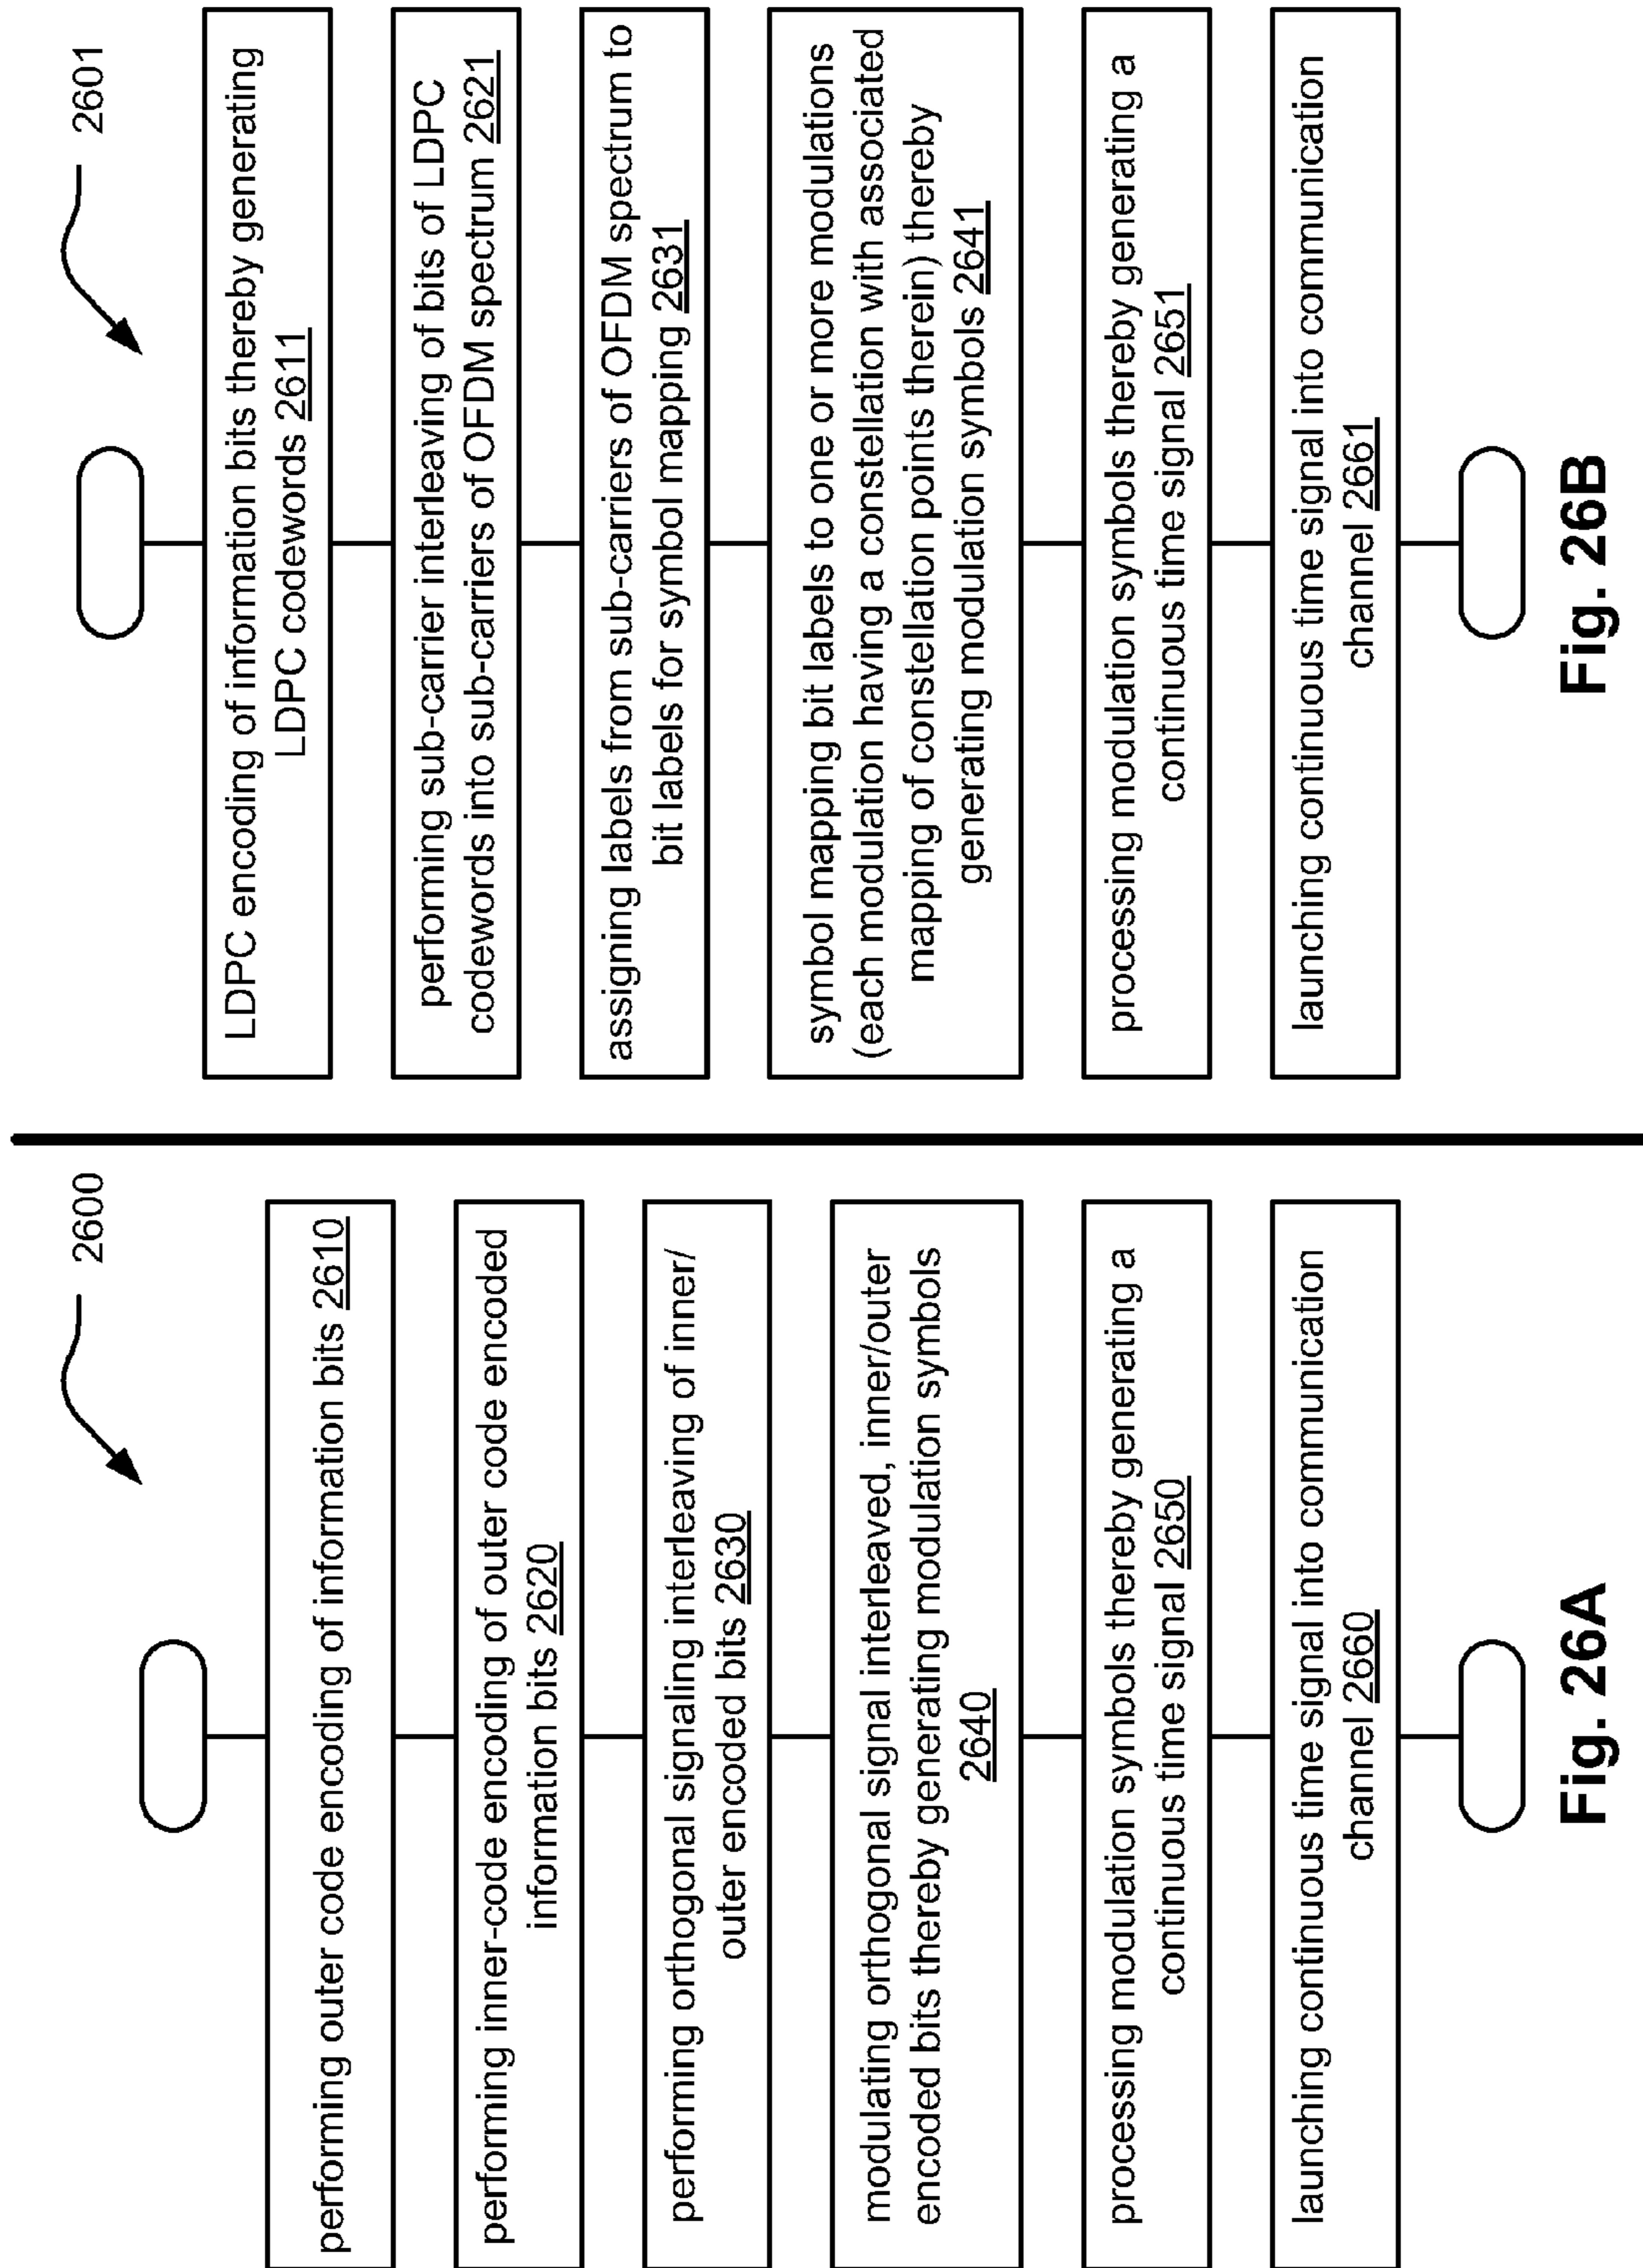 2600
performing outer code encoding of information bits 2610
performing inner-code encoding of outer code encoded
information bits 2620
performing orthogonal signaling interleaving of inner/
outer encoded bits 2630
modulating orthogonal signal interleaved, inner/outer
encoded bits thereby generating modulation symbols
2640
processing modulation symbols thereby generating a
continuous time signal 2650
launching continuous time signal into communication
channel 2660
Fig. 26A
2601
LDPC encoding of information bits thereby generating
LDPC codewords 2611
performing sub-carrier interleaving of bits of LDPC
codewords into sub-carriers of OFDM spectrum 2621
assigning labels from sub-carriers of OFDM spectrum to
bit labels for symbol mapping 2631
symbol mapping bit labels to one or more modulations
(each modulation having a constellation with associated
mapping of constellation points therein) thereby
generating modulation symbols 2641
processing modulation symbols thereby generating a
continuous time signal 2651
launching continuous time signal into communication
channel 2661
Fig. 26B